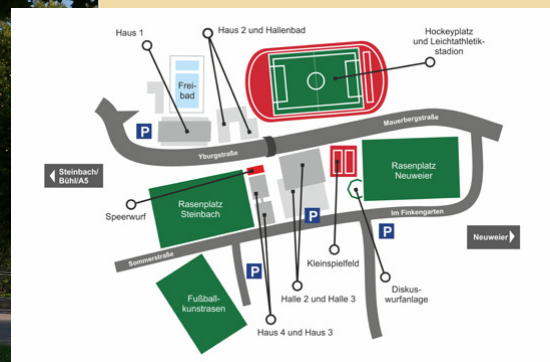 Haus 1
Haus 2 und Hallenbad
Hockeyplatz
und Leichtathletik-
stadion
Frei-
bad
P
Mauerbergstraße
Yburgstraße
Steinbach/
Bühl/A5
Rasenplatz
Neuweier
Speerwurf
Rasenplatz
Steinbach
P
Im Finkengarten
P
Neuweier
Sommerstraße
Kleinspielfeld
P
Diskus-
wurfanlage
Halle 2 und Halle 3
Fußball-
kunstrasen
Haus 4 und Haus 3